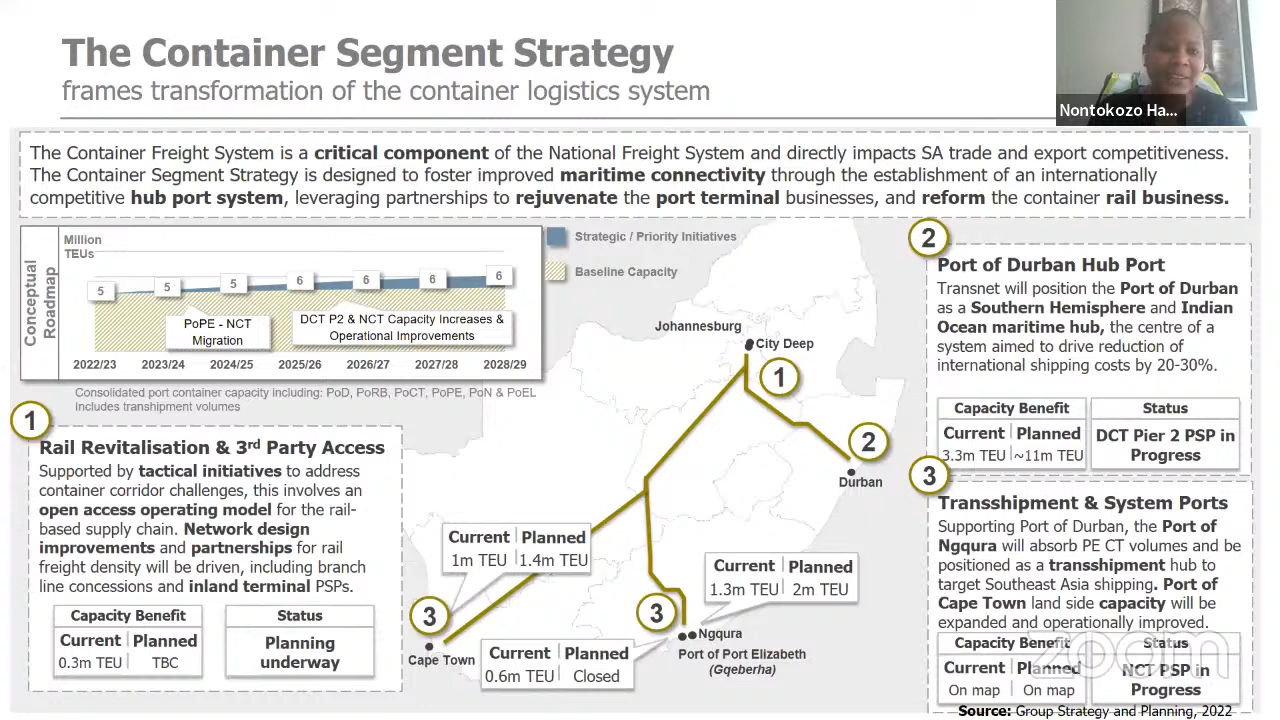 The Container Segment Strategy
frames transformation of the container logistics system
Nontokozo Ha...
The Container Freight System is a critical component of the National Freight System and directly impacts SA trade and export competitiveness.
The Container Segment Strategy is designed to foster improved maritime connectivity through the establishment of an internationally
competitive hub port system, leveraging partnerships to rejuvenate the port terminal businesses, and reform the container rail business.
Conceptual
Roadmap
Million
TEUs
5
5
5
6
6
6
6
PoPE - NCT
Migration
DCT P2 & NCT Capacity Increases &
Operational Improvements
2022/23
2023/24
2024/25
2025/26
2026/27
2027/28
2028/29
Strategic / Priority Initiatives
Baseline Capacity
Consolidated port container capacity including: PoD, PoRB, PoCT, PoPE, PoN & PoEL
Includes transhipment volumes
1
Rail Revitalisation & 3rd Party Access
Supported by tactical initiatives to address
container corridor challenges, this involves an
open access operating model for the rail-
based supply chain. Network design
improvements and partnerships for rail
freight density will be driven, including branch
line concessions and inland terminal PSPs.
Capacity Benefit
Current
Planned
0.3m TEU
TBC
Status
Planning
underway
Johannesburg
City Deep
1
2
Durban
Current
Planned
1m TEU
1.4m TEU
3
Cape Town
Current
Planned
1.3m TEU
2m TEU
3
Ngqura
Port of Port Elizabeth
(Gqeberha)
Current
Planned
0.6m TEU
Closed
2
Port of Durban Hub Port
Transnet will position the Port of Durban
as a Southern Hemisphere and Indian
Ocean maritime hub, the centre of a
system aimed to drive reduction of
international shipping costs by 20-30%.
Capacity Benefit
Current
Planned
3.3m TEU
~11m TEU
Status
DCT Pier 2 PSP in
Progress
3
Transshipment & System Ports
Supporting Port of Durban, the Port of
Ngqura will absorb PE CT volumes and be
positioned as a transshipment hub to
target Southeast Asia shipping. Port of
Cape Town land side capacity will be
expanded and operationally improved.
Capacity Benefit
Current
Planned
On map
On map
Status
NCT PSP in
Progress
zoom
Source: Group Strategy and Planning, 2022